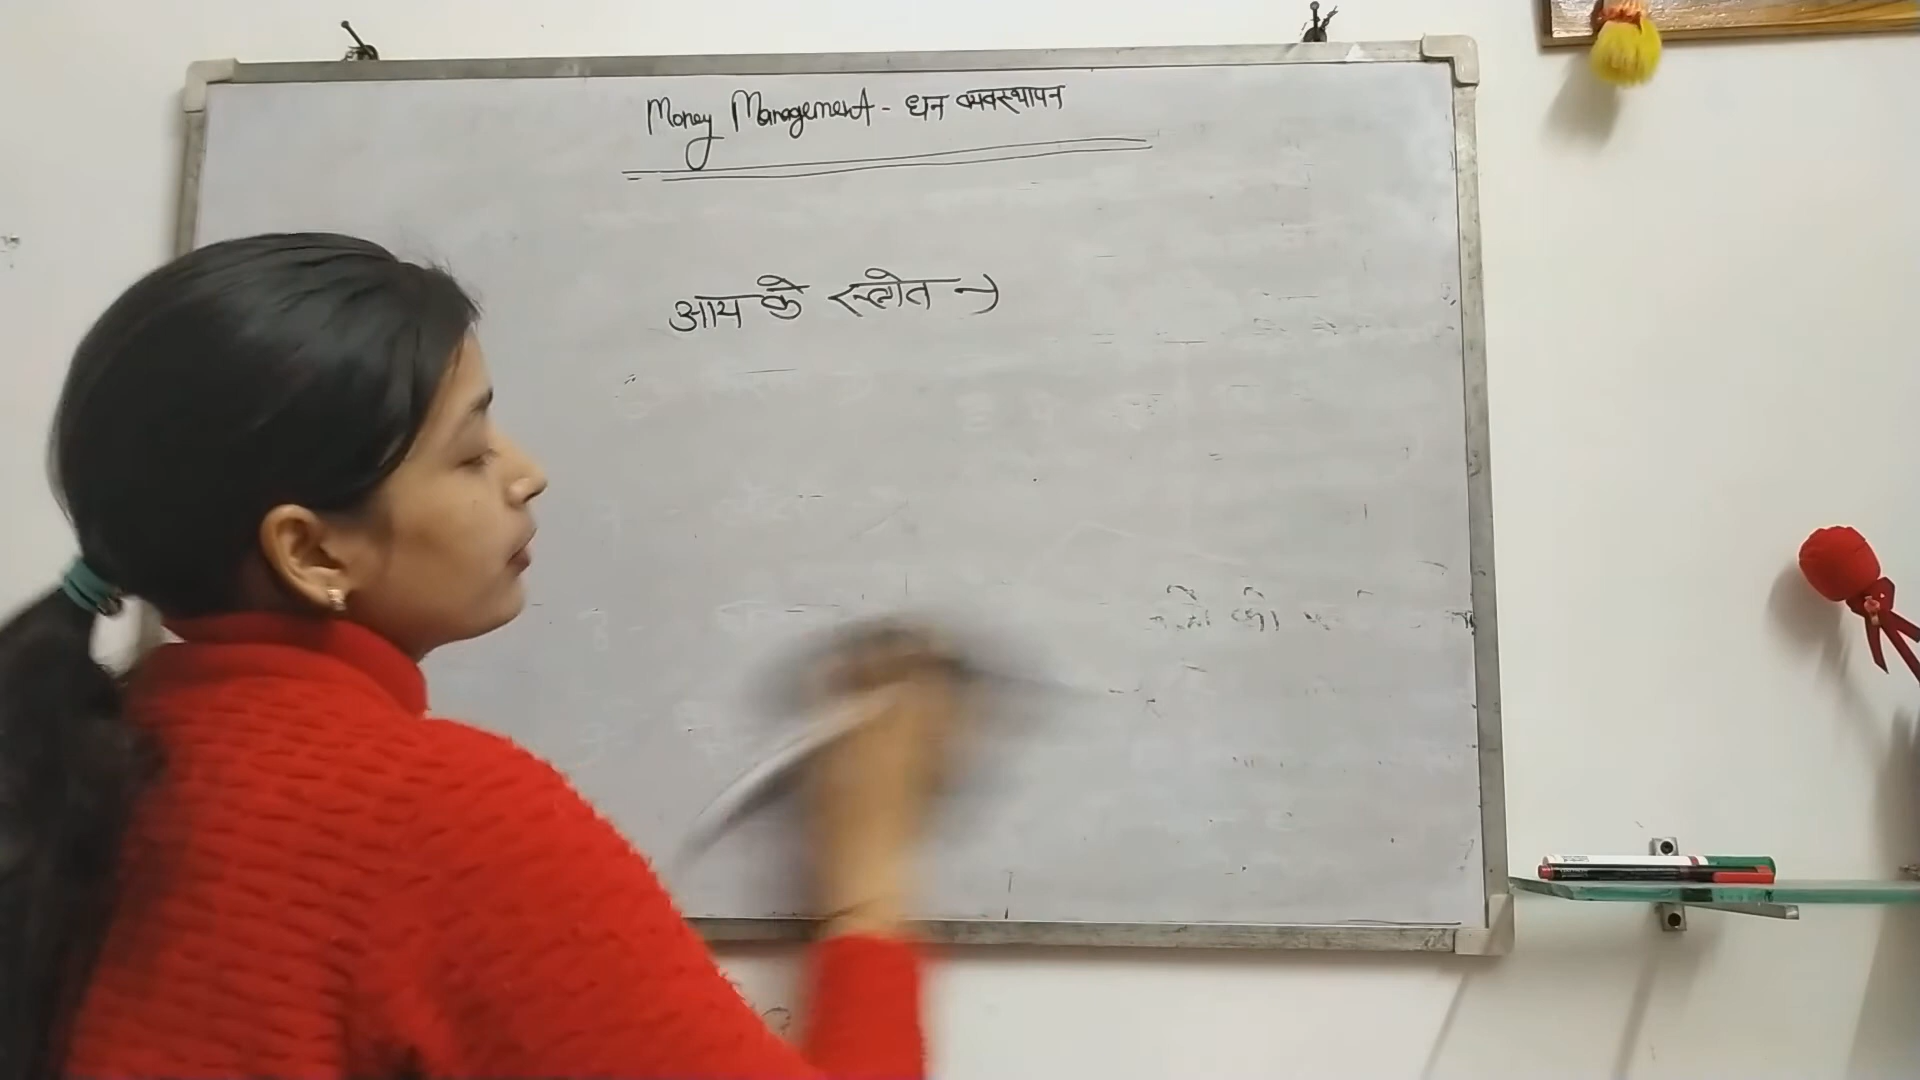 Money Management - धन व्यवस्थापन
आय के स्त्रोत →